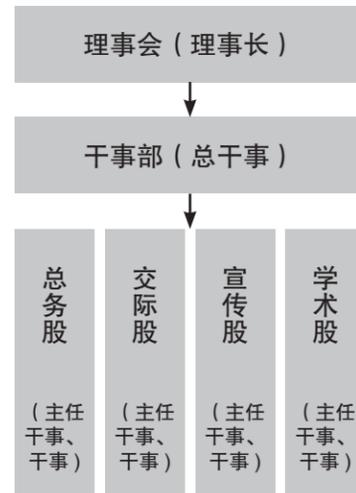 理事会（理事长）
干事部（总干事）
总务股
（主任
干事、
干事）
交际股
（主任
干事、
干事）
宣传股
（主任
干事、
干事）
学术股
（主任
干事、
干事）